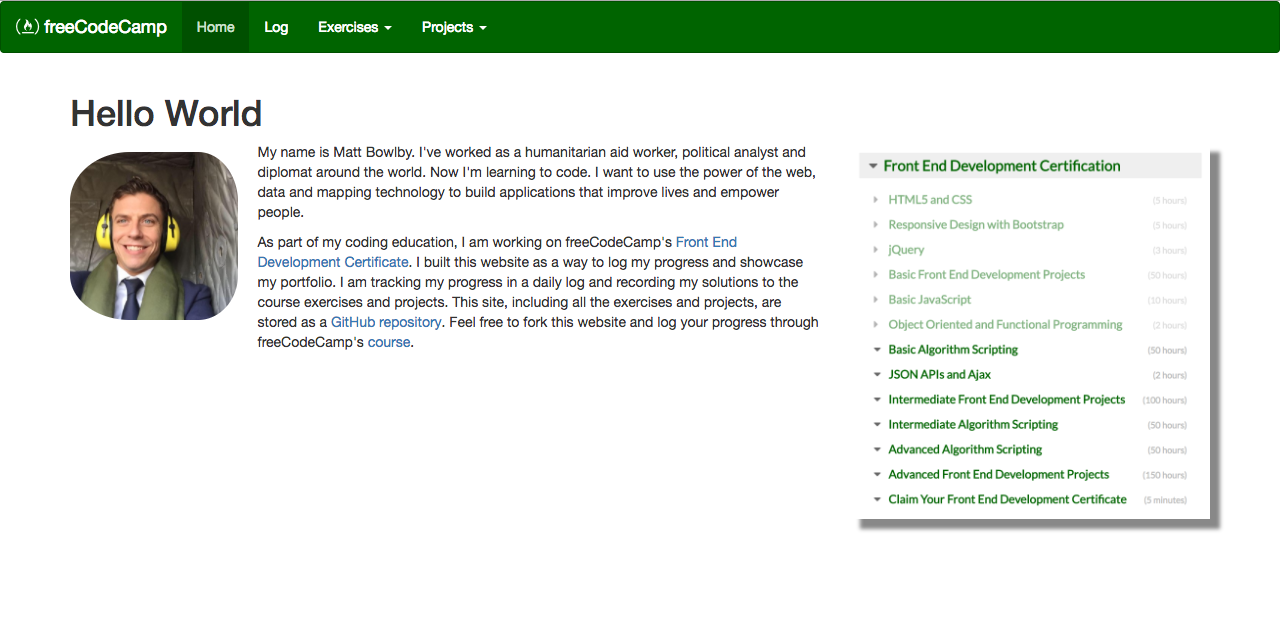 freeCodeCamp Home Log Exercises Projects
Hello World
My name is Matt Bowlby. I've worked as a humanitarian aid worker, political analyst and
diplomat around the world. Now I'm learning to code. I want to use the power of the web,
data and mapping technology to build applications that improve lives and empower
people.
As part of my coding education, I am working on freeCodeCamp's Front End
Development Certificate. I built this website as a way to log my progress and showcase
my portfolio. I am tracking my progress in a daily log and recording my solutions to the
course exercises and projects. This site, including all the exercises and projects, are
stored as a GitHub repository. Feel free to fork this website and log your progress through
freeCodeCamp's course.
Front End Development Certification
HTML5 and CSS (5 hours)
Responsive Design with Bootstrap (5 hours)
jQuery (3 hours)
Basic Front End Development Projects (50 hours)
Basic JavaScript (10 hours)
Object Oriented and Functional Programming (2 hours)
Basic Algorithm Scripting (50 hours)
JSON APIs and Ajax (2 hours)
Intermediate Front End Development Projects (100 hours)
Intermediate Algorithm Scripting (50 hours)
Advanced Algorithm Scripting (50 hours)
Advanced Front End Development Projects (150 hours)
Claim Your Front End Development Certificate (5 minutes)